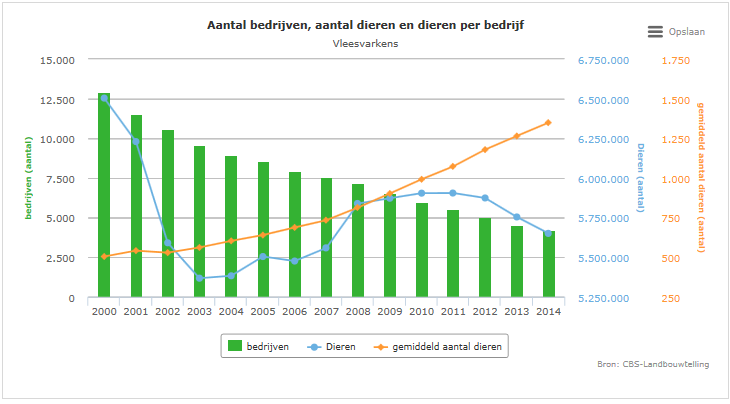 Aantal bedrijven, aantal dieren en dieren per bedrijf
Vleesvarkens
Opslaan
15.000
12.500
10.000
7.500
5.000
2.500
0
bedrijven (aantal)
6.750.000
6.500.000
6.250.000
6.000.000
5.750.000
5.500.000
5.250.000
Dieren (aantal)
1.750
1.500
1.250
1.000
750
500
250
gemiddeld aantal dieren (aantal)
2000 2001 2002 2003 2004 2005 2006 2007 2008 2009 2010 2011 2012 2013 2014
bedrijven Dieren gemiddeld aantal dieren
Bron: CBS-Landbouwtelling